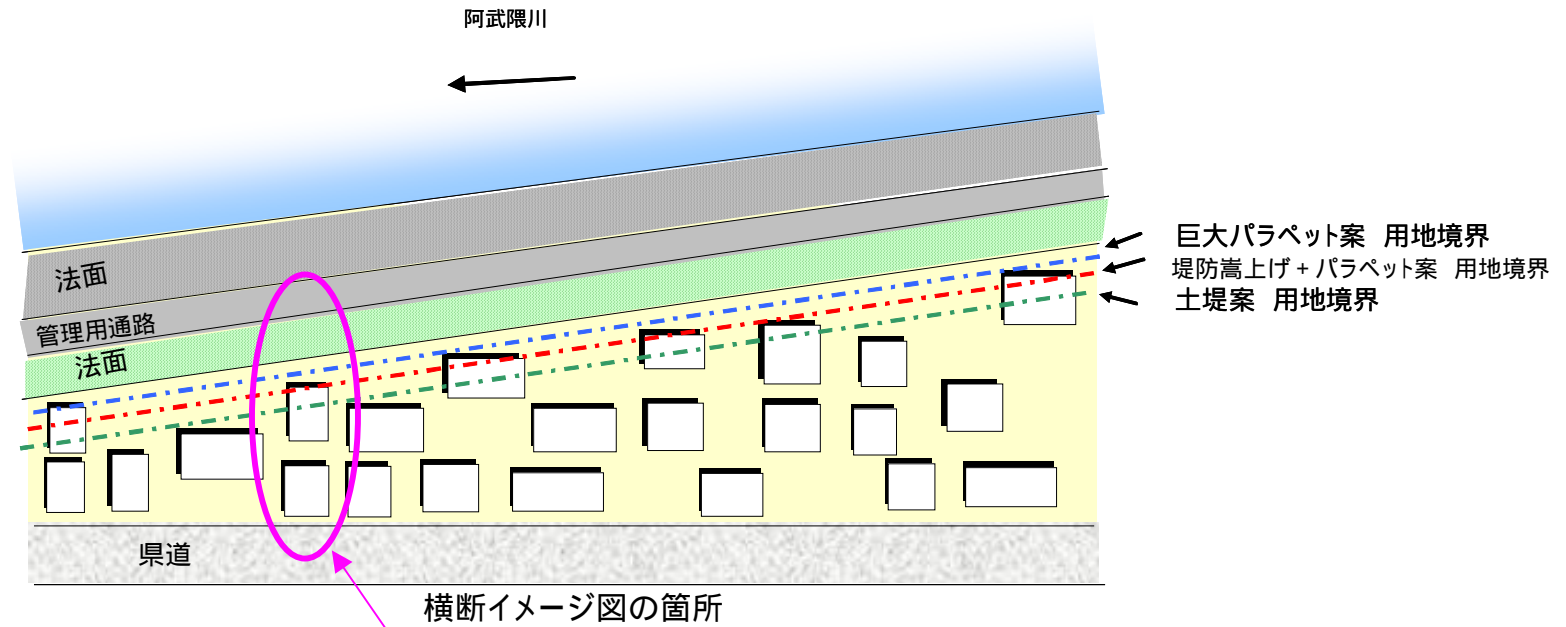 阿武隈川
巨大パラペット案 用地境界
堤防嵩上げ+パラペット案 用地境界
土堤案 用地境界
法面
管理用通路
法面
県道
横断イメージ図の箇所